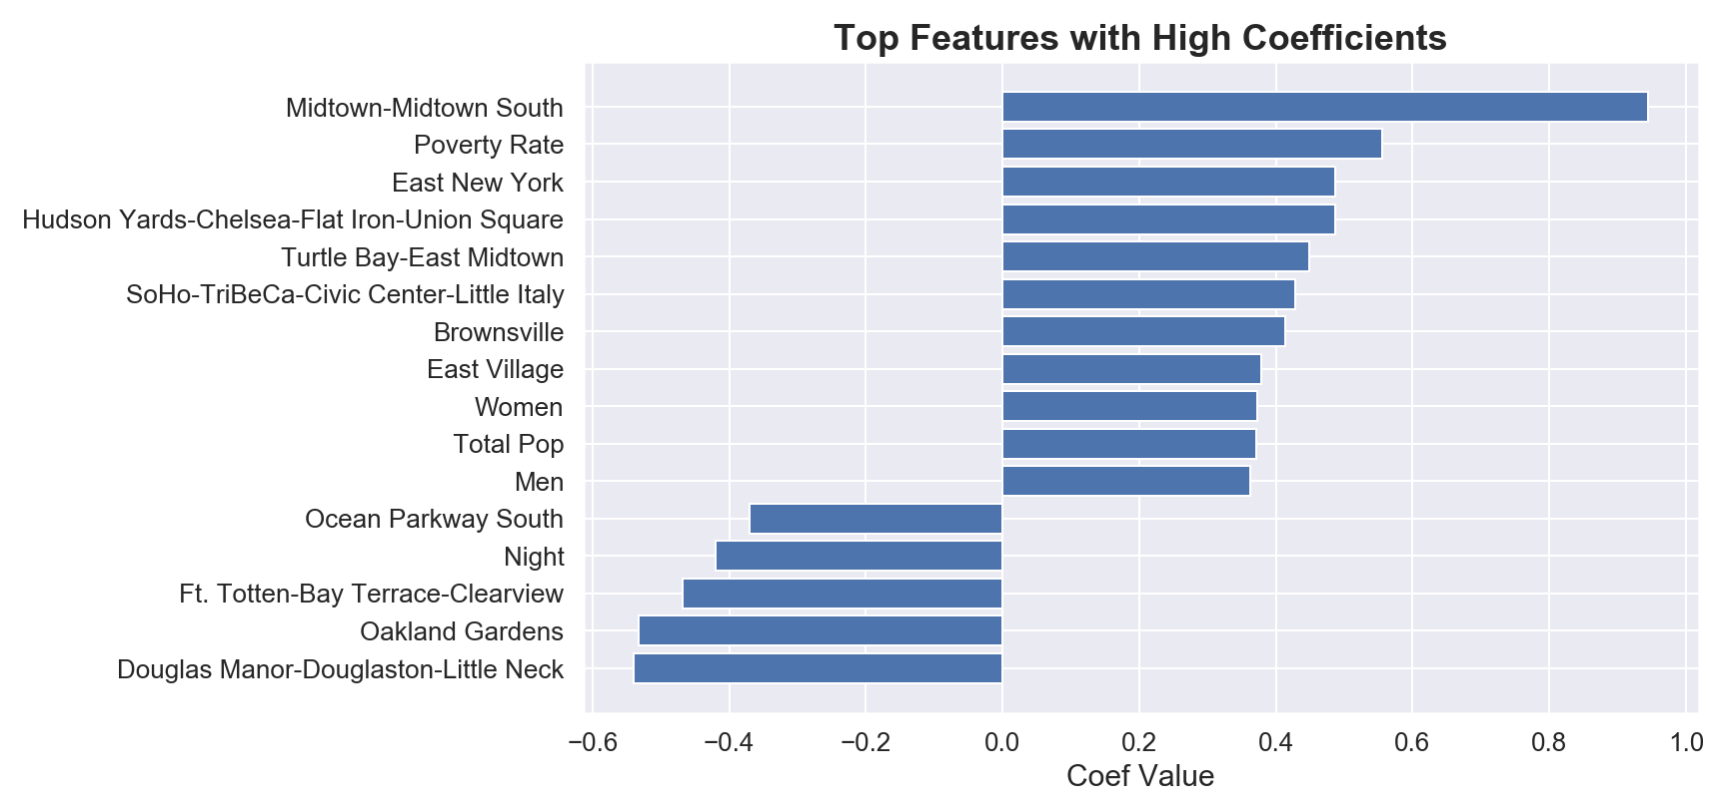 Top Features with High Coefficients
Midtown-Midtown South
Poverty Rate
East New York
Hudson Yards-Chelsea-Flat Iron-Union Square
Turtle Bay-East Midtown
SoHo-TriBeCa-Civic Center-Little Italy
Brownsville
East Village
Women
Total Pop
Men
Ocean Parkway South
Night
Ft. Totten-Bay Terrace-Clearview
Oakland Gardens
Douglas Manor-Douglaston-Little Neck
−0.6 −0.4 −0.2 0.0 0.2 0.4 0.6 0.8 1.0
Coef Value